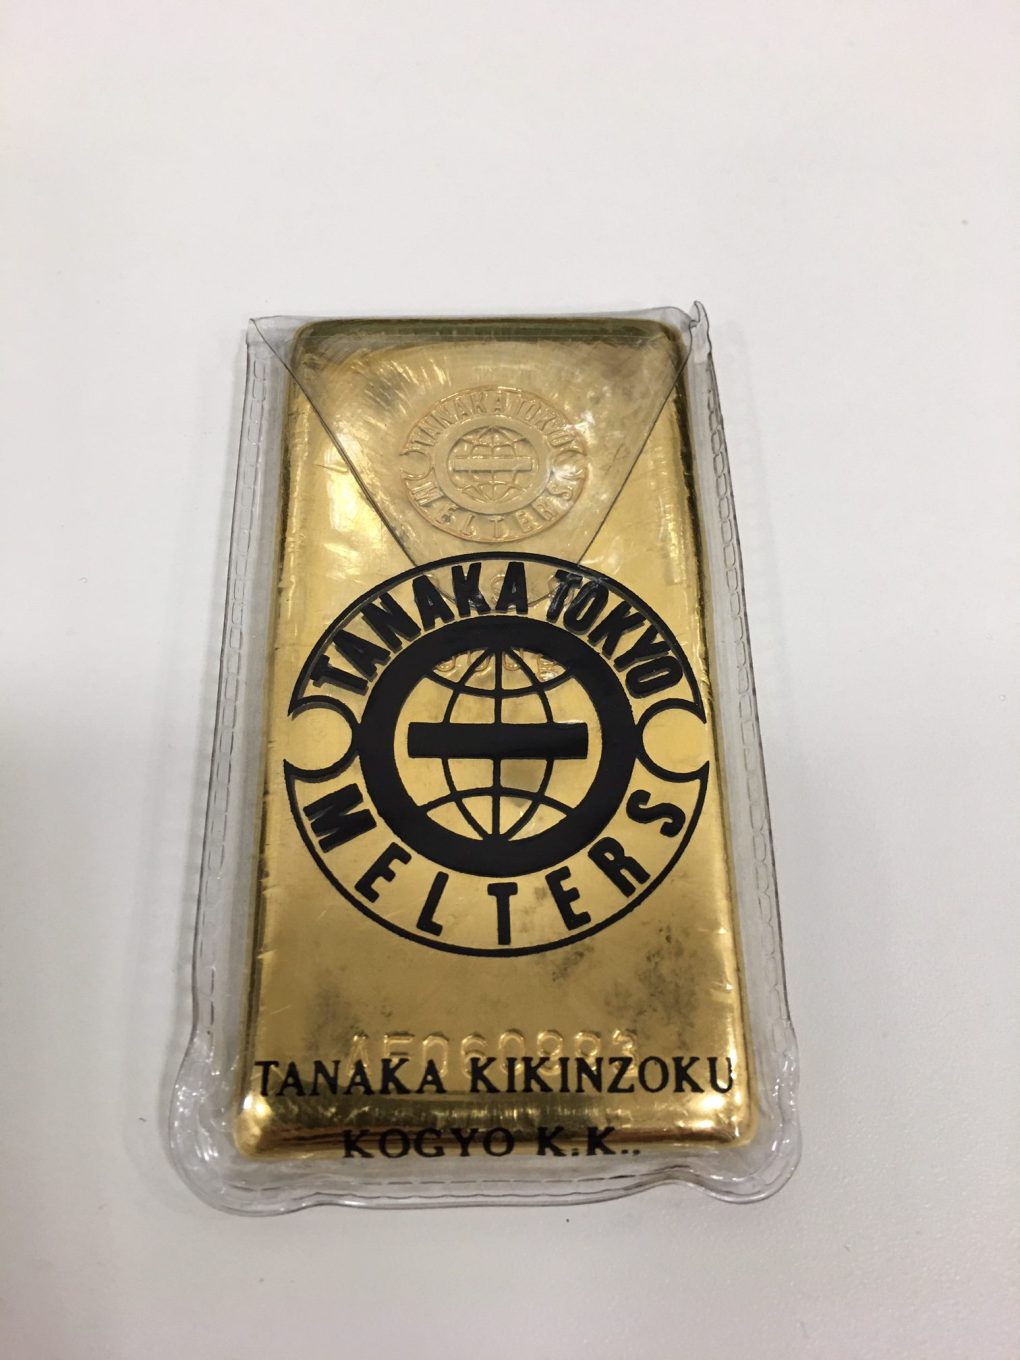 TANAKA TOKYO
MELTERS
TANAKA TOKYO
MELTERS
TANAKA KIKINZOKU
KOGYO K.K.